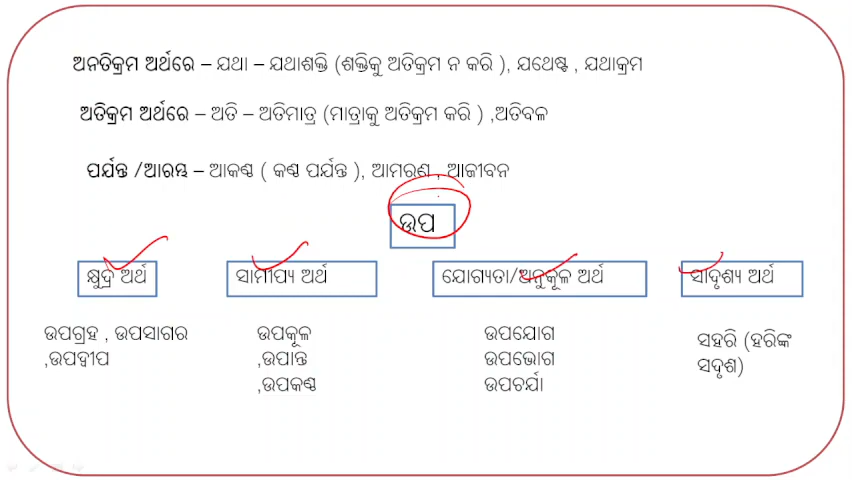 ଅନତିକ୍ରମ ଅର୍ଥରେ – ଯଥା – ଯଥାଶକ୍ତି (ଶକ୍ତିକୁ ଅତିକ୍ରମ ନ କରି ), ଯଥେଷ୍ଟ , ଯଥାକ୍ରମ
ଅତିକ୍ରମ ଅର୍ଥରେ – ଅତି – ଅତିମାତ୍ର (ମାତ୍ରାକୁ ଅତିକ୍ରମ କରି ) ,ଅତିବଳ
ପର୍ଯନ୍ତ /ଆରମ୍ଭ – ଆକଣ୍ଠ ( କଣ୍ଠ ପର୍ଯନ୍ତ ), ଆମରଣ , ଆଜୀବନ
ଉପ
କ୍ଷୁଦ୍ର ଅର୍ଥ ସାମୀପ୍ୟ ଅର୍ଥ ଯୋଗ୍ୟତା/ଅନୁକୂଳ ଅର୍ଥ ସାଦୃଶ୍ୟ ଅର୍ଥ
ଉପଗ୍ରହ , ଉପସାଗର
,ଉପଦ୍ୱୀପ
ଉପକୂଳ
,ଉପାନ୍ତ
,ଉପକଣ୍ଠ
ଉପଯୋଗ
ଉପଭୋଗ
ଉପଚର୍ଯା
ସହରି (ହରିଙ୍କ
ସଦୃଶ)